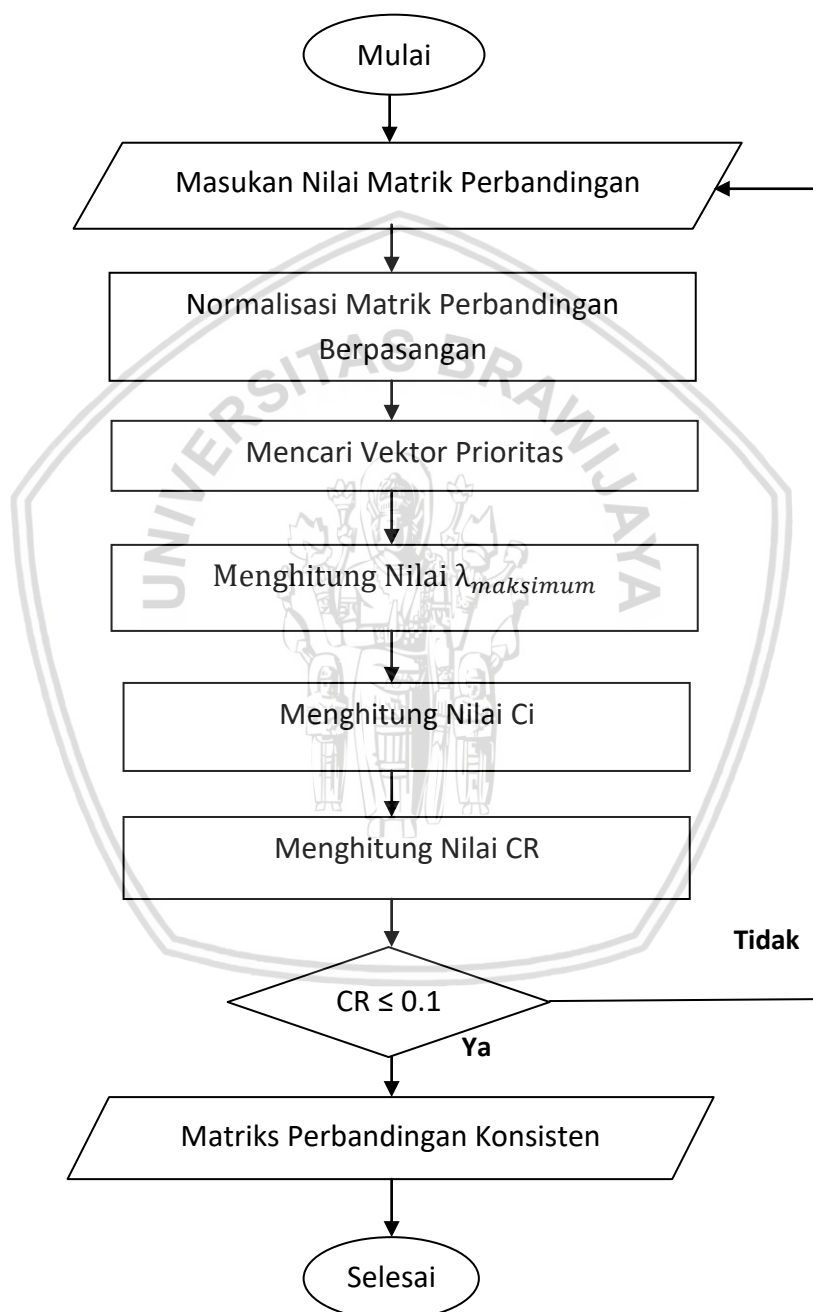 Mulai
Masukan Nilai Matrik Perbandingan
Normalisasi Matrik Perbandingan
Berpasangan
UNIVERSITAS BRAWIJAYA
Mencari Vektor Prioritas
Menghitung Nilai λmaksimum
Menghitung Nilai Ci
Menghitung Nilai CR
Tidak
CR ≤ 0.1
Ya
Matriks Perbandingan Konsisten
Selesai